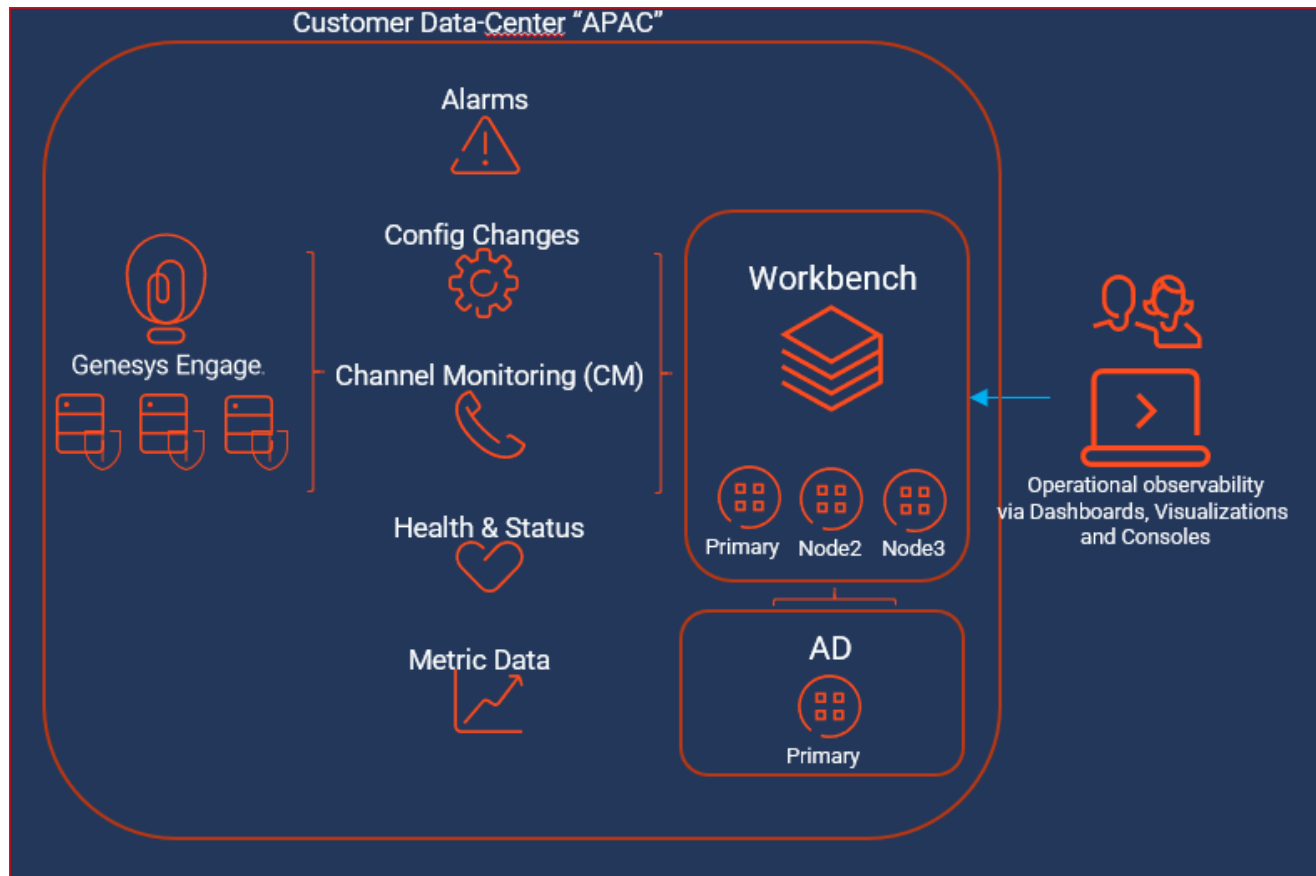 Customer Data-Center “APAC”
Alarms
Config Changes
Genesys Engage.
Channel Monitoring (CM)
Health & Status
Metric Data
Workbench
Primary
Node2
Node3
AD
Primary
Operational observability
via Dashboards, Visualizations
and Consoles